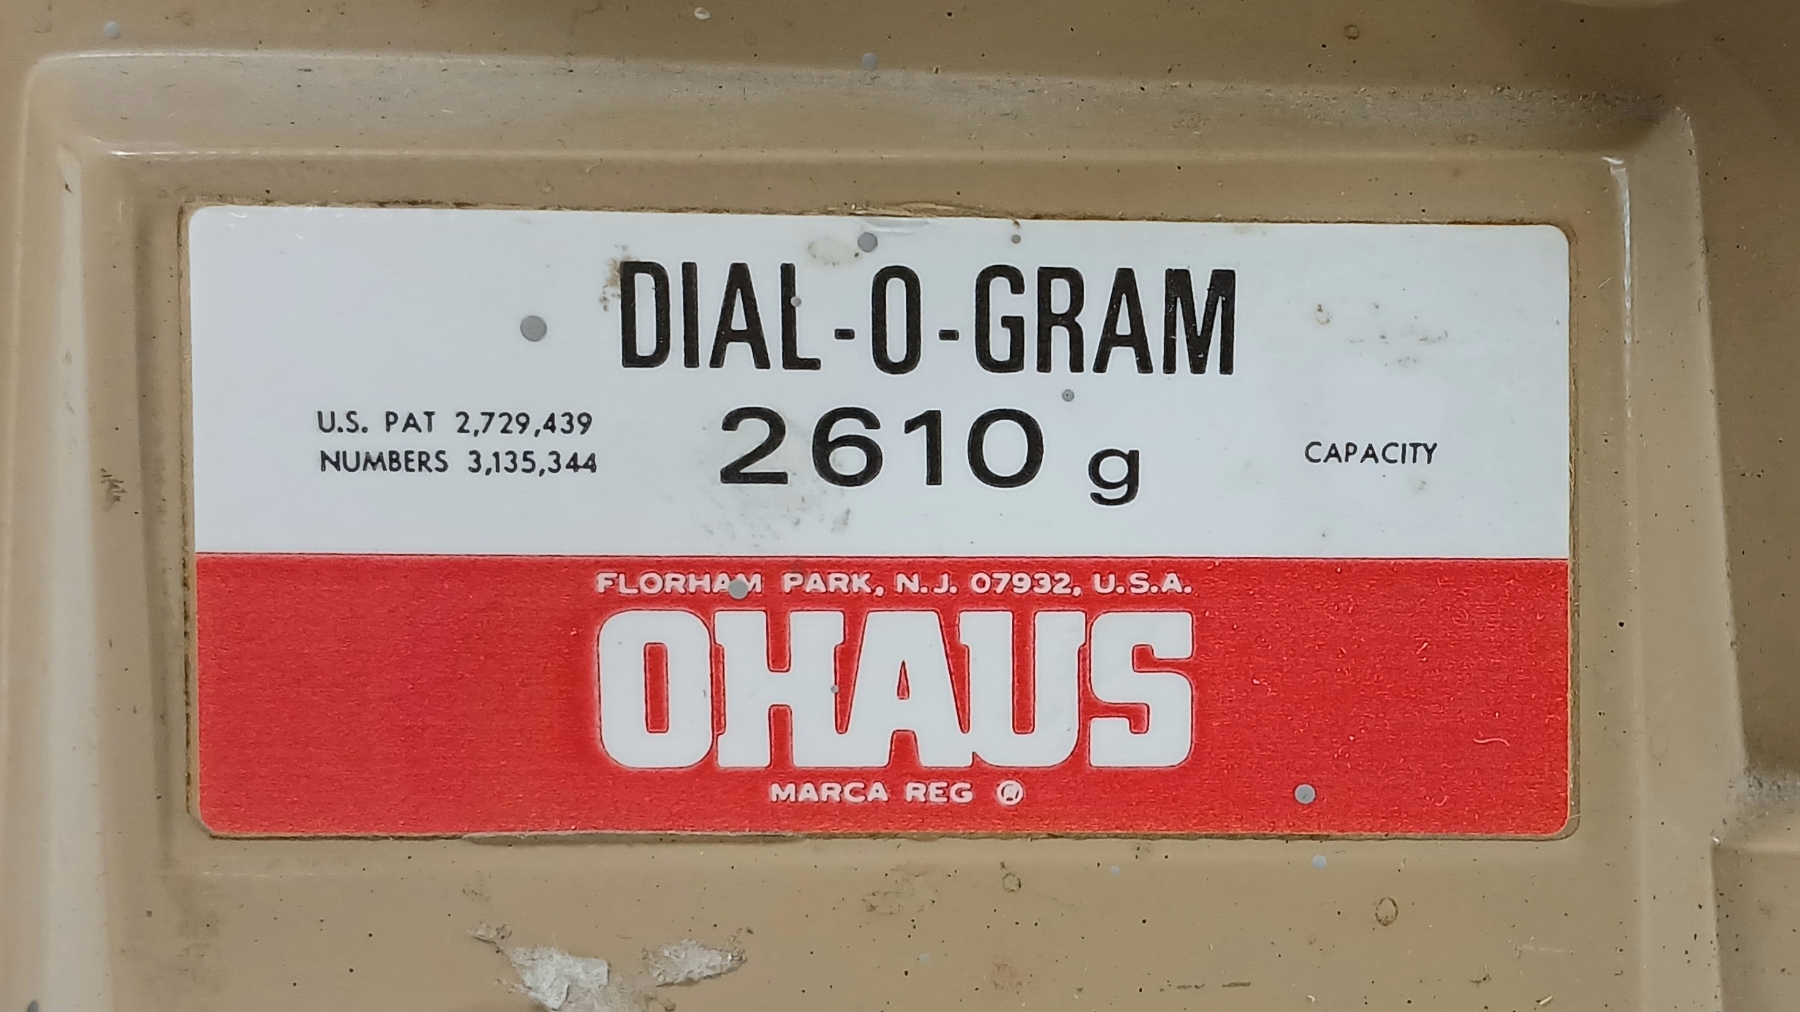 DIAL-O-GRAM
U.S. PAT 2,729,439
NUMBERS 3,135,344
2610 g
CAPACITY
FLORHAM PARK, N.J. 07932, U.S.A.
OHAUS
MARCA REG ®